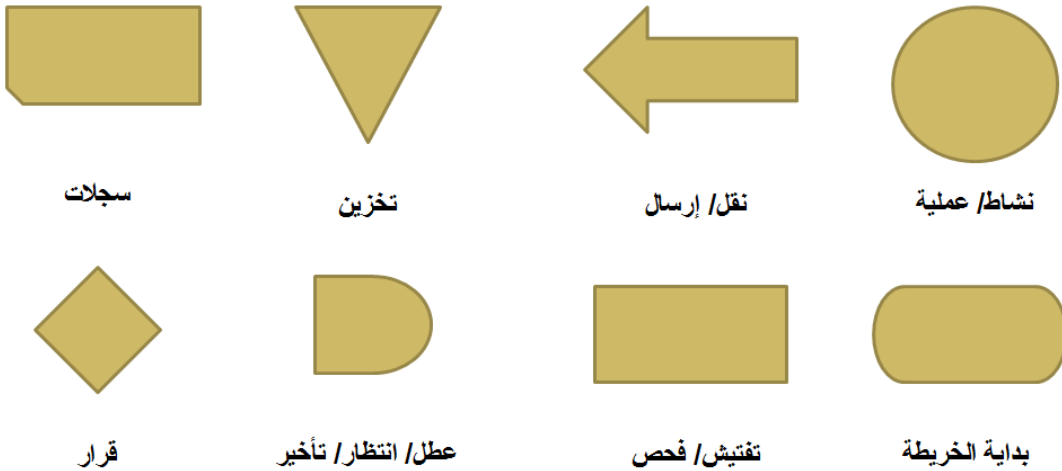 نشاط/ عملية
نقل/ إرسال
تخزين
سجلات
بداية الخريطة
تفتيش/ فحص
عطل/ انتظار/ تأخير
قرار